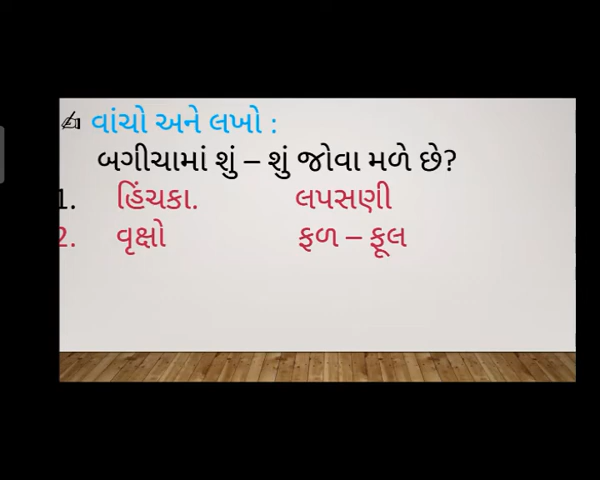 ✍ વાંચો અને લખો :
બગીચામાં શું – શું જોવા મળે છે?
1. હિંચકા. લપસણી
2. વૃક્ષો ફળ – ફૂલ